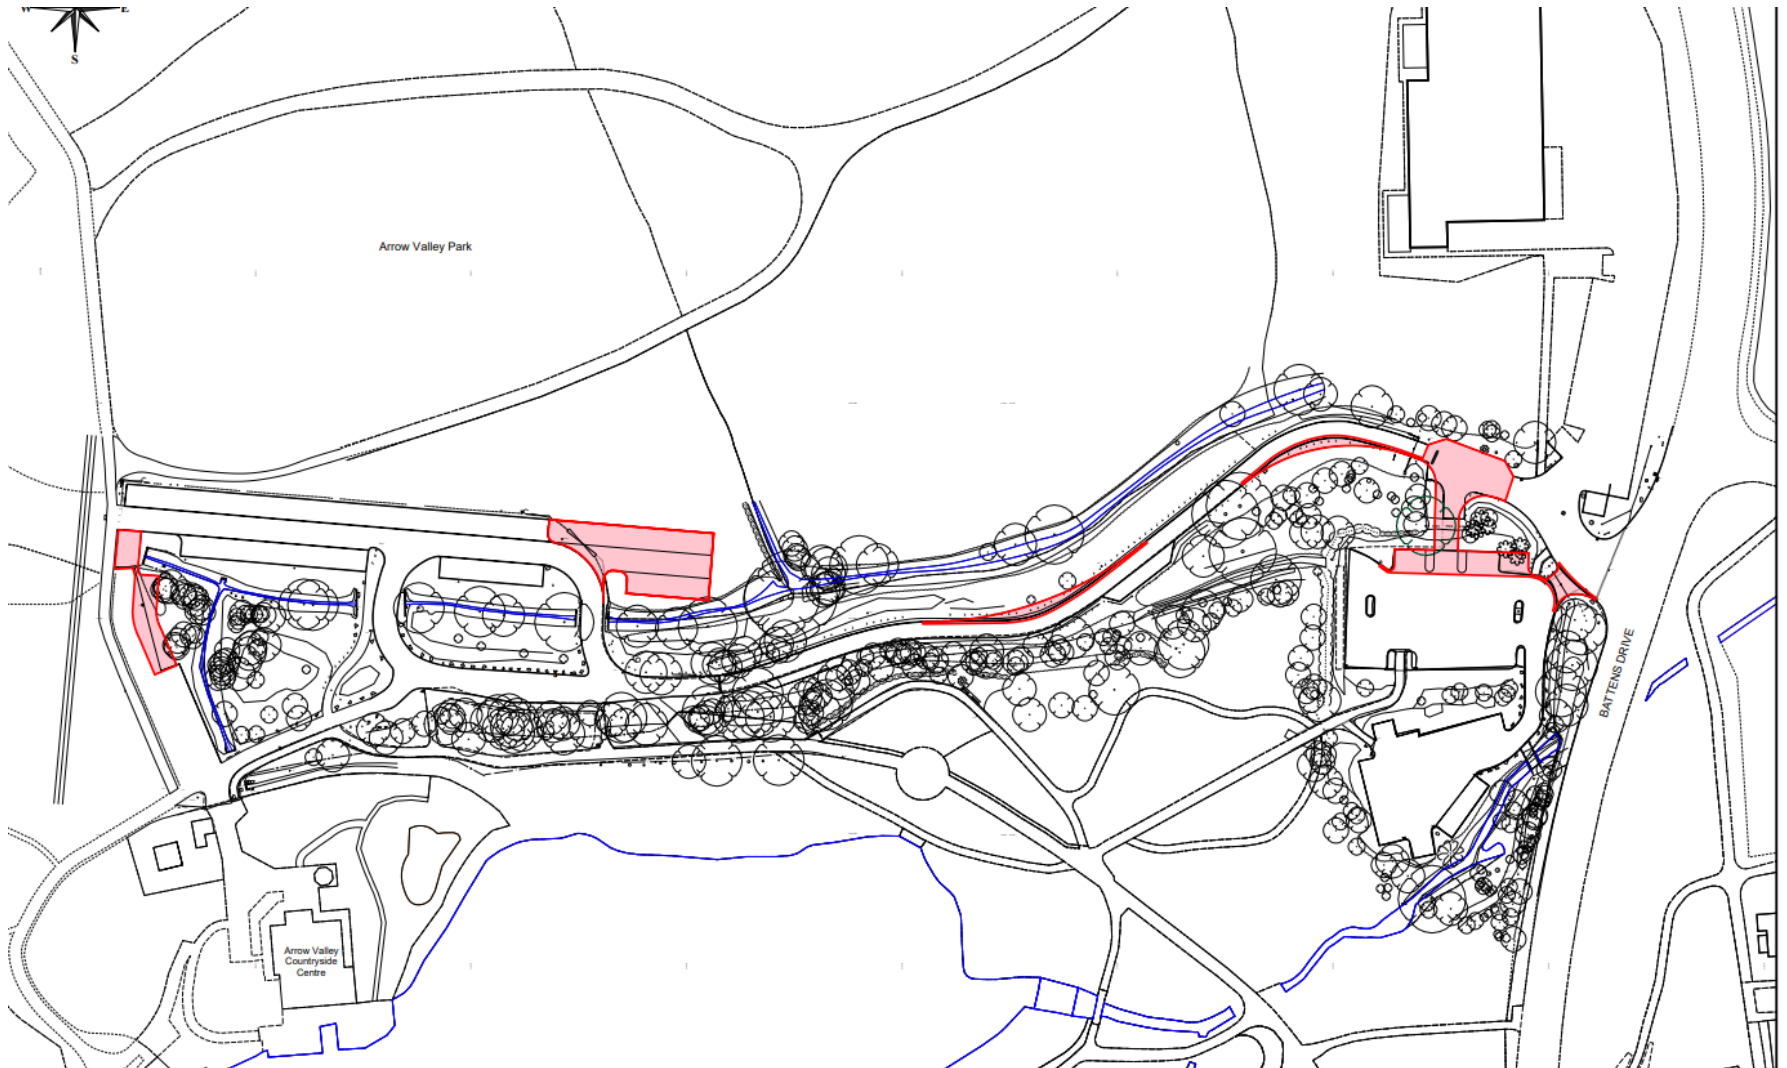 W E
S
Arrow Valley Park
BATTENS DRIVE
Arrow Valley
Countryside
Centre